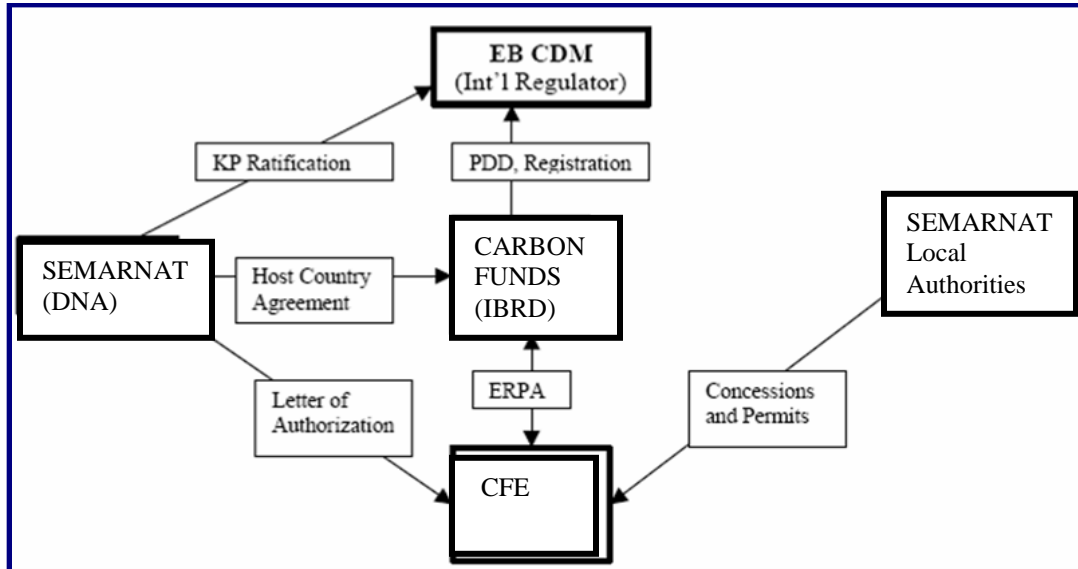 EB CDM
(Int'l Regulator)
KP Ratification
PDD, Registration
SEMARNAT
(DNA)
Host Country
Agreement
CARBON
FUNDS
(IBRD)
SEMARNAT
Local
Authorities
Letter of
Authorization
ERPA
Concessions
and Permits
CFE